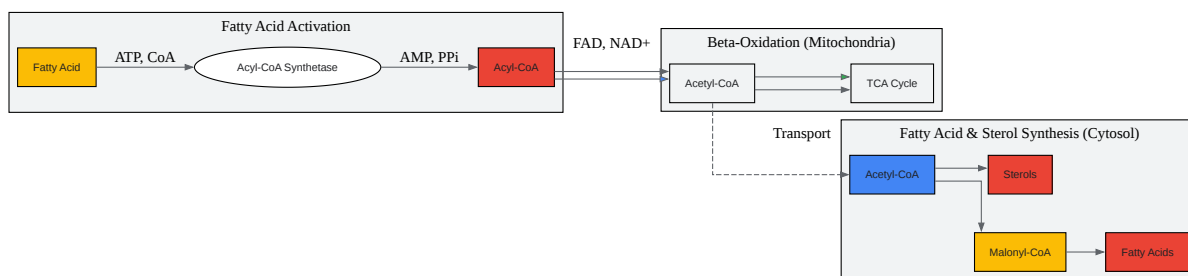 Fatty Acid Activation
Fatty Acid
ATP, CoA
Acyl-CoA Synthetase
AMP, PPi
Acyl-CoA
FAD, NAD+
Beta-Oxidation (Mitochondria)
Acetyl-CoA
TCA Cycle
Transport
Fatty Acid & Sterol Synthesis (Cytosol)
Acetyl-CoA
Sterols
Malonyl-CoA
Fatty Acids